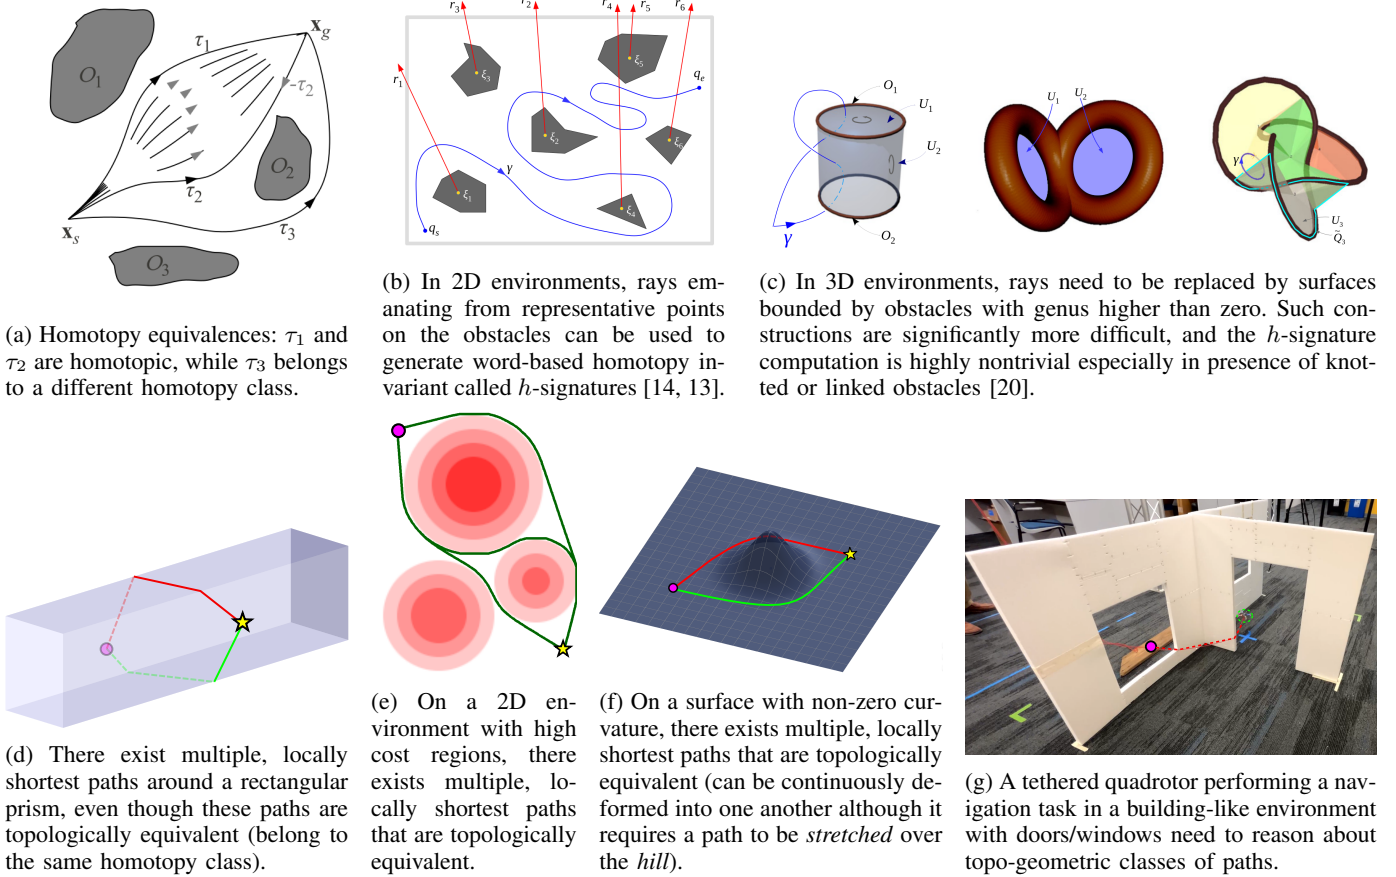 O₁
τ₁
x_g
-τ₂
O₂
τ₂
x_s
τ₃
O₃
(a) Homotopy equivalences: τ₁ and
τ₂ are homotopic, while τ₃ belongs
to a different homotopy class.
r₃
r₂
r₄
r₅
r₆
r₁
ξ₃
ξ₅
qₑ
ξ₂
ξ₆
γ
ξ₁
ξ₄
q_s
(b) In 2D environments, rays em-
anating from representative points
on the obstacles can be used to
generate word-based homotopy in-
variant called h-signatures [14, 13].
O₁
U₁
U₂
γ
O₂
U₁
U₂
γ
U₃
Q̃₃
(c) In 3D environments, rays need to be replaced by surfaces
bounded by obstacles with genus higher than zero. Such con-
structions are significantly more difficult, and the h-signature
computation is highly nontrivial especially in presence of knot-
ted or linked obstacles [20].
(d) There exist multiple, locally
shortest paths around a rectangular
prism, even though these paths are
topologically equivalent (belong to
the same homotopy class).
(e) On a 2D en-
vironment with high
cost regions, there
exists multiple, lo-
cally shortest paths
that are topologically
equivalent.
(f) On a surface with non-zero cur-
vature, there exists multiple, locally
shortest paths that are topologically
equivalent (can be continuously de-
formed into one another although it
requires a path to be stretched over
the hill).
(g) A tethered quadrotor performing a nav-
igation task in a building-like environment
with doors/windows need to reason about
topo-geometric classes of paths.